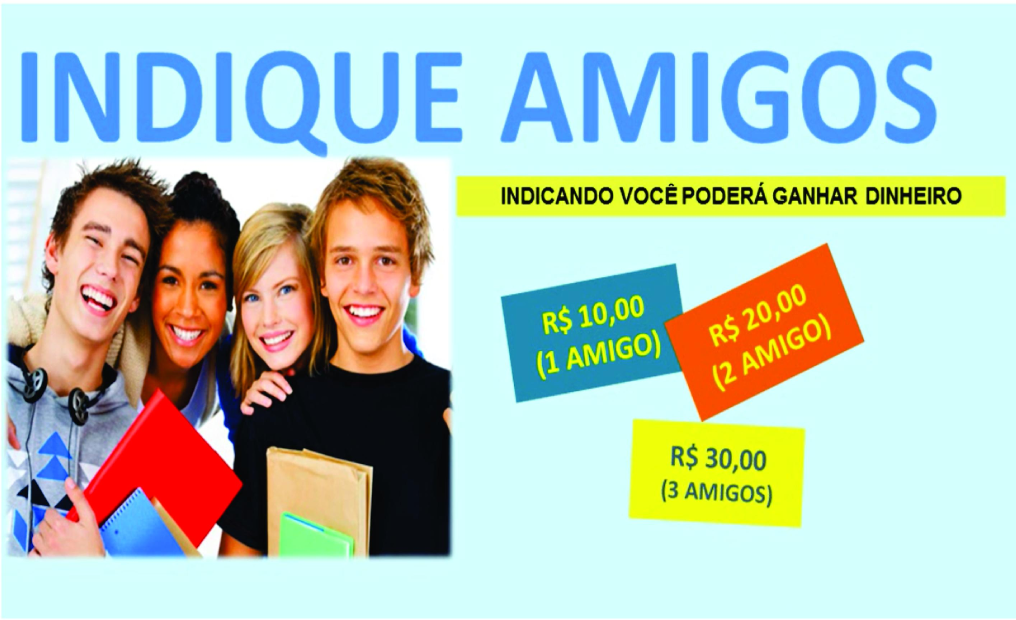 INDIQUE AMIGOS
INDICANDO VOCÊ PODERÁ GANHAR DINHEIRO
R$ 10,00
(1 AMIGO)
R$ 20,00
(2 AMIGO)
R$ 30,00
(3 AMIGOS)